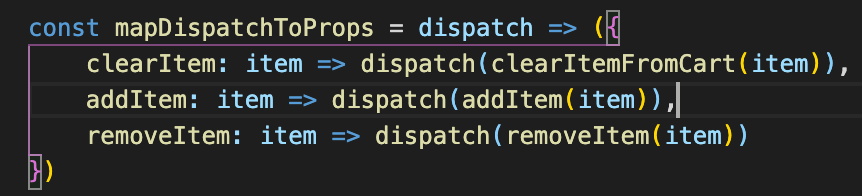 const mapDispatchToProps = dispatch => ({
    clearItem: item => dispatch(clearItemFromCart(item)),
    addItem: item => dispatch(addItem(item)),
    removeItem: item => dispatch(removeItem(item))
})